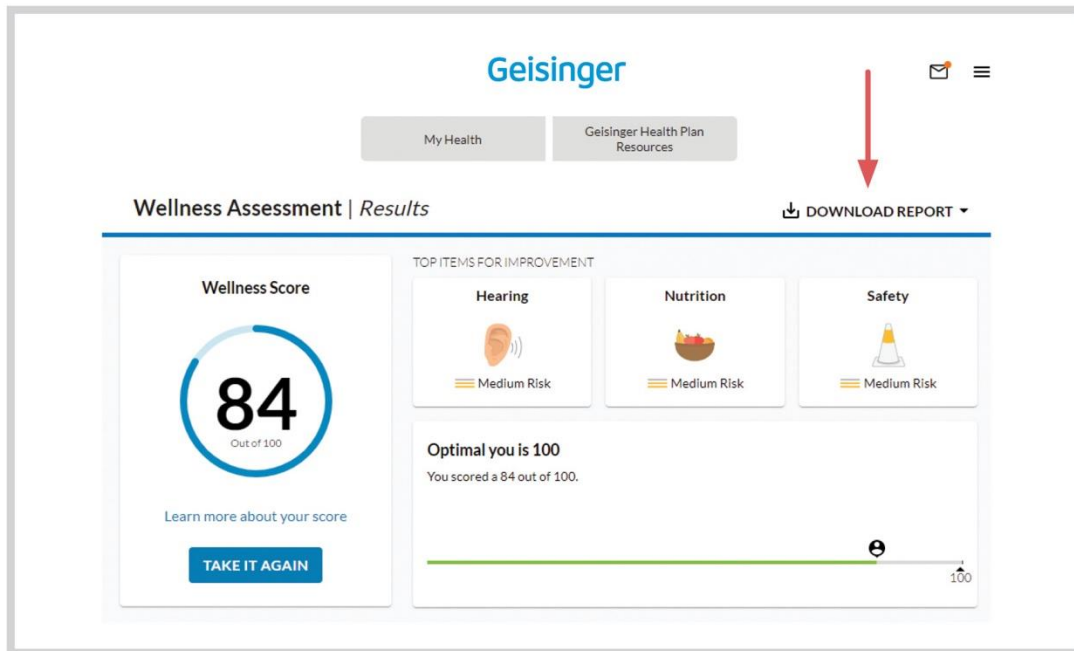 Geisinger
My Health
Geisinger Health Plan
Resources
Wellness Assessment | Results
DOWNLOAD REPORT
Wellness Score
84
Out of 100
Learn more about your score
TAKE IT AGAIN
TOP ITEMS FOR IMPROVEMENT
Hearing
Medium Risk
Nutrition
Medium Risk
Safety
Medium Risk
Optimal you is 100
You scored a 84 out of 100.
100